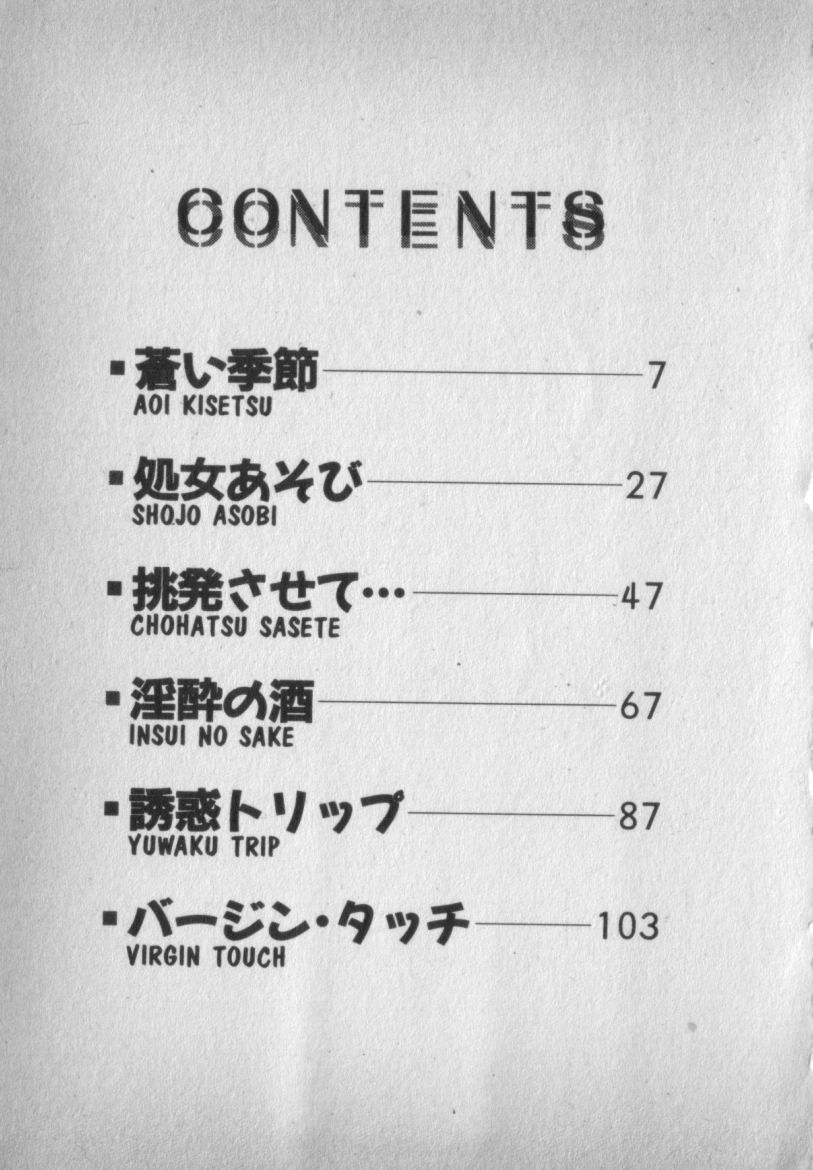 CONTENTS
■蒼い季節 7
AOI KISETSU
■処女あそび 27
SHOJO ASOBI
■挑発させて… 47
CHOHATSU SASETE
■淫酔の酒 67
INSUI NO SAKE
■誘惑トリップ 87
YUWAKU TRIP
■バージン・タッチ 103
VIRGIN TOUCH